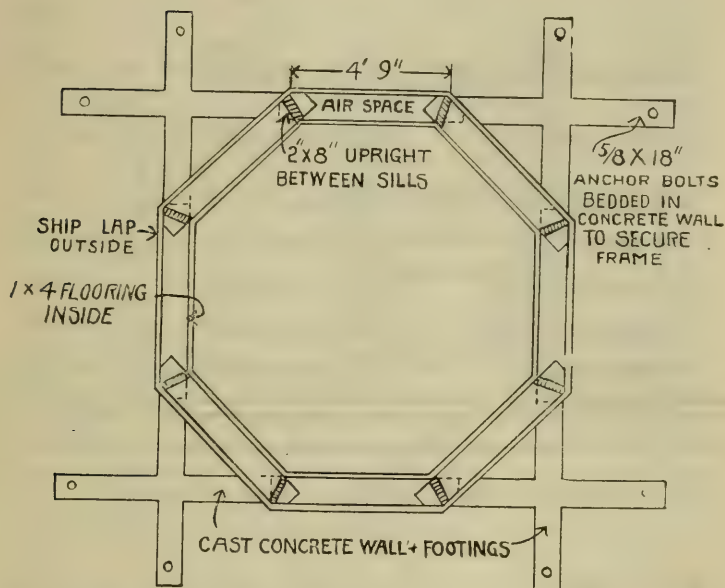 4' 9"
AIR SPACE
2"x8" UPRIGHT
BETWEEN SILLS
5/8 X 18"
ANCHOR BOLTS
BEDDED IN
CONCRETE WALL
TO SECURE
FRAME
SHIP LAP
OUTSIDE
1 x 4 FLOORING
INSIDE
CAST CONCRETE WALL + FOOTINGS